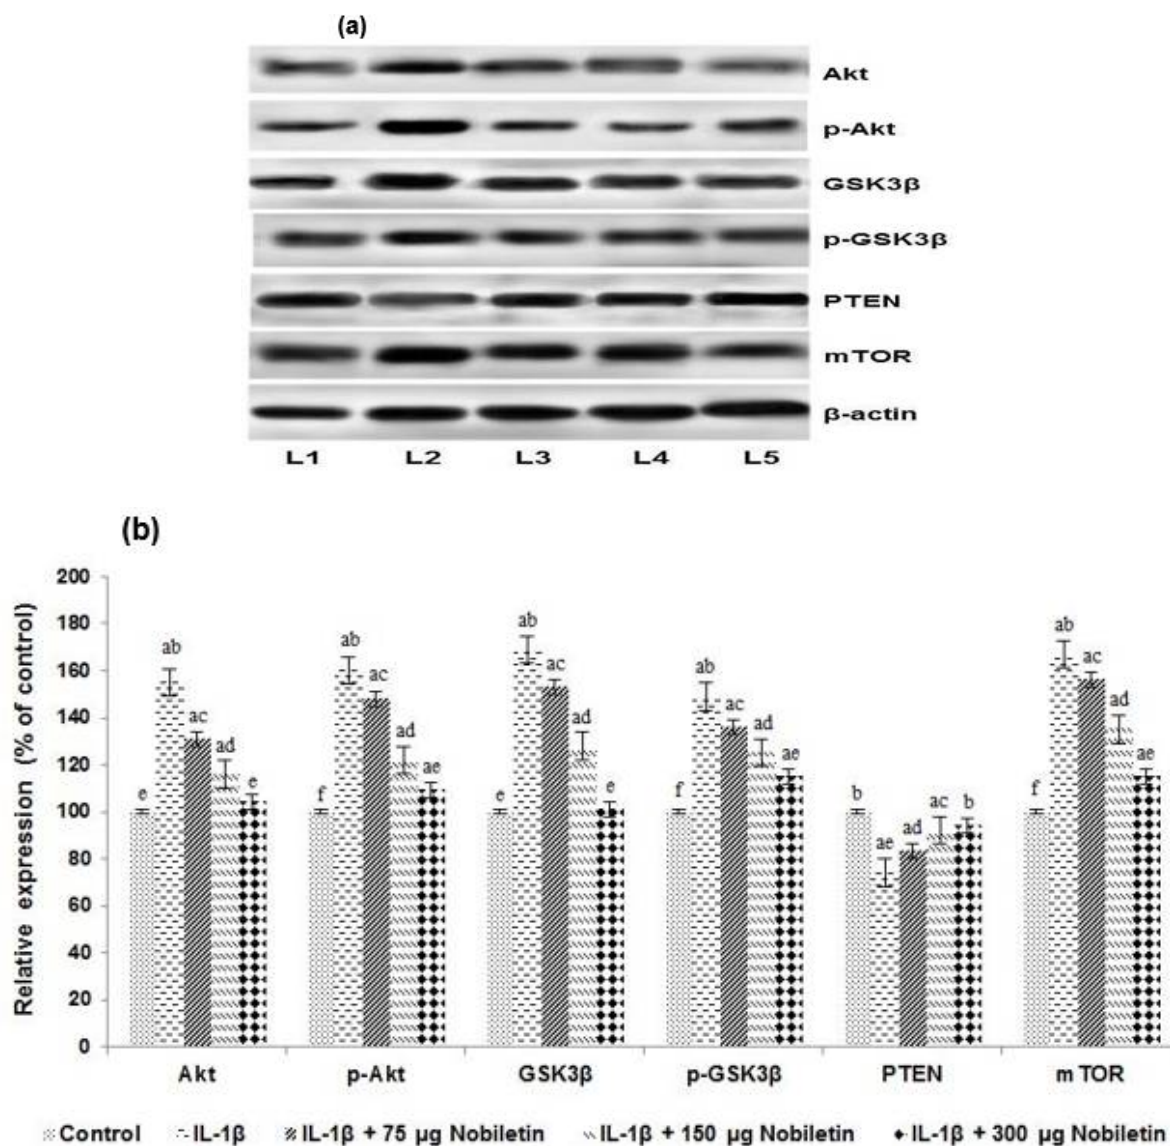 (a)
Akt
p-Akt
GSK3β
p-GSK3β
PTEN
mTOR
β-actin
L1 L2 L3 L4 L5
(b)
Relative expression (% of control)
200
180
160
140
120
100
80
60
40
20
0
e ab ac ad e
f ab ac ad ae
e ab ac ad e
f ab ac ad ae
b ae ad ac b
f ab ac ad ae
Akt p-Akt GSK3β p-GSK3β PTEN mTOR
Control IL-1β IL-1β + 75 µg Nobiletin IL-1β + 150 µg Nobiletin IL-1β + 300 µg Nobiletin